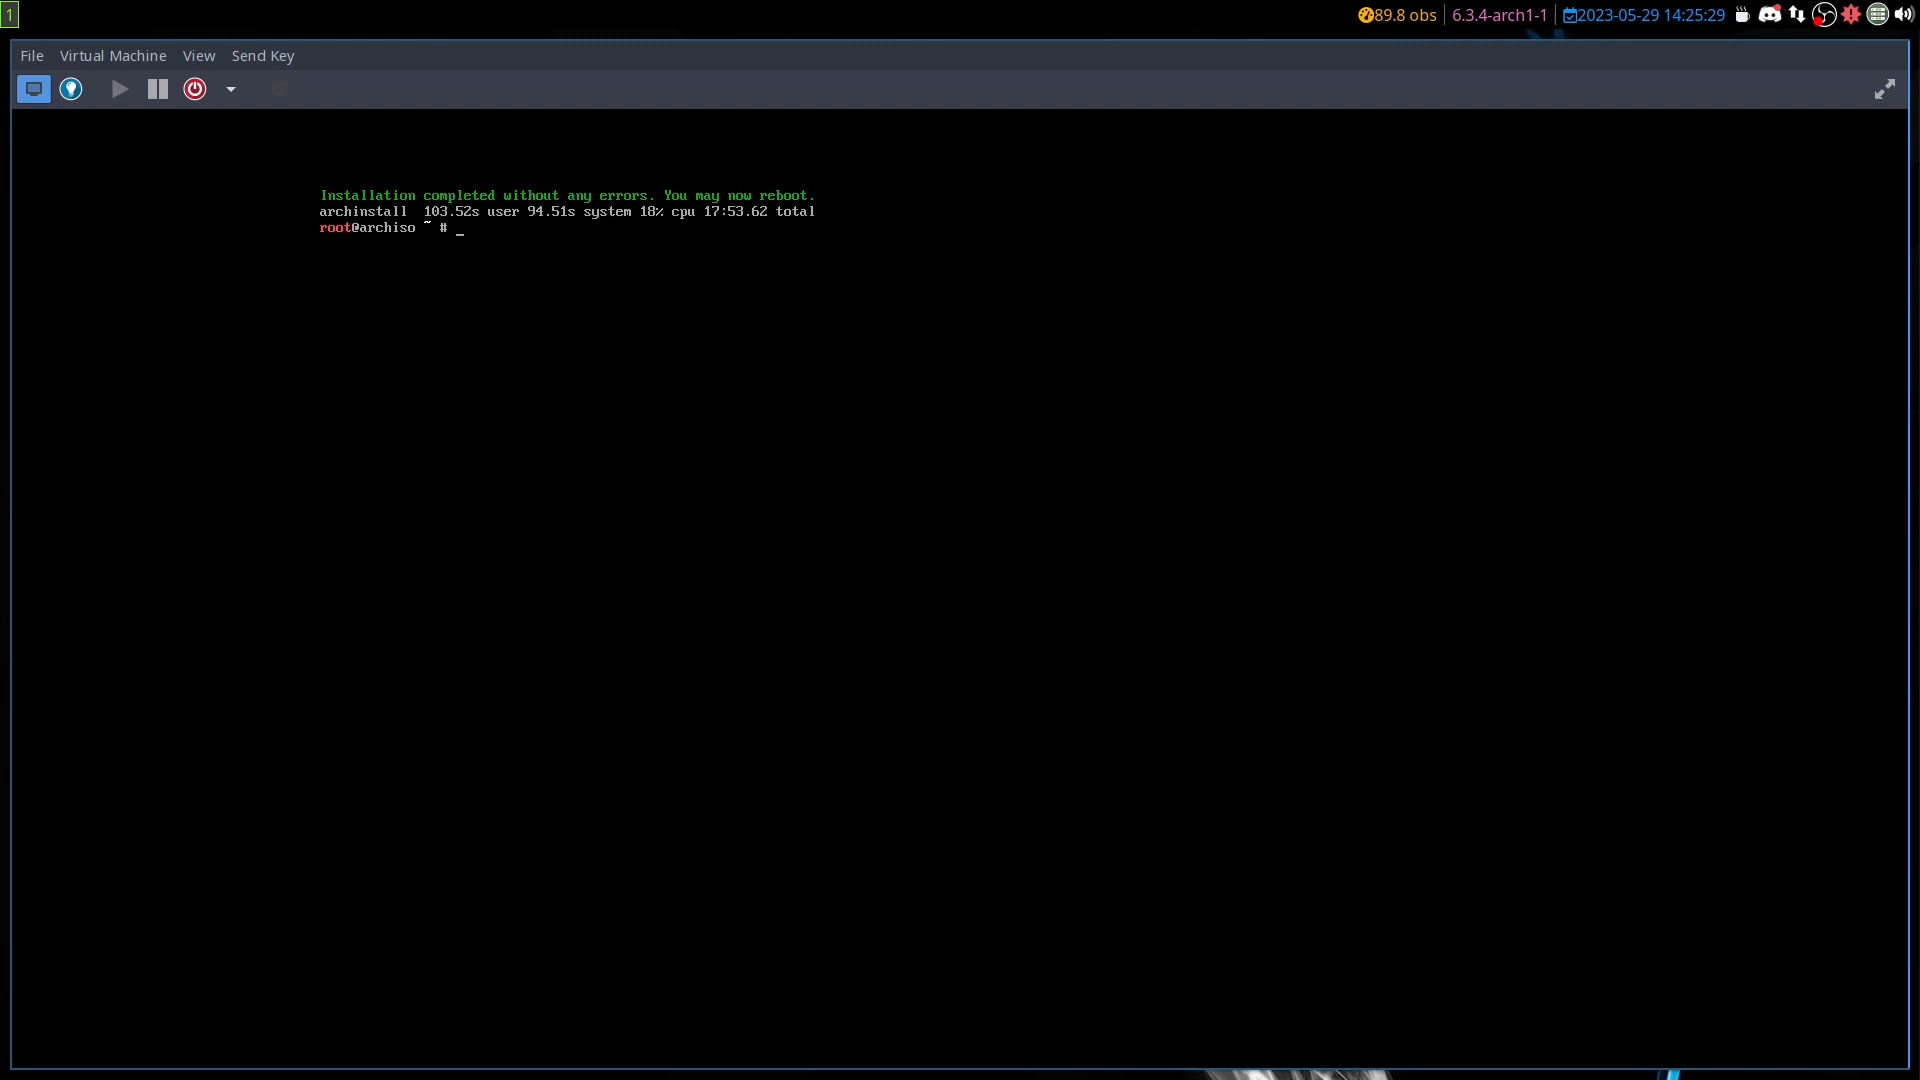 1
89.8 obs 6.3.4-arch1-1 2023-05-29 14:25:29
File Virtual Machine View Send Key
Installation completed without any errors. You may now reboot.
archinstall  103.52s user 94.51s system 18% cpu 17:53.62 total
root@archiso ~ # _